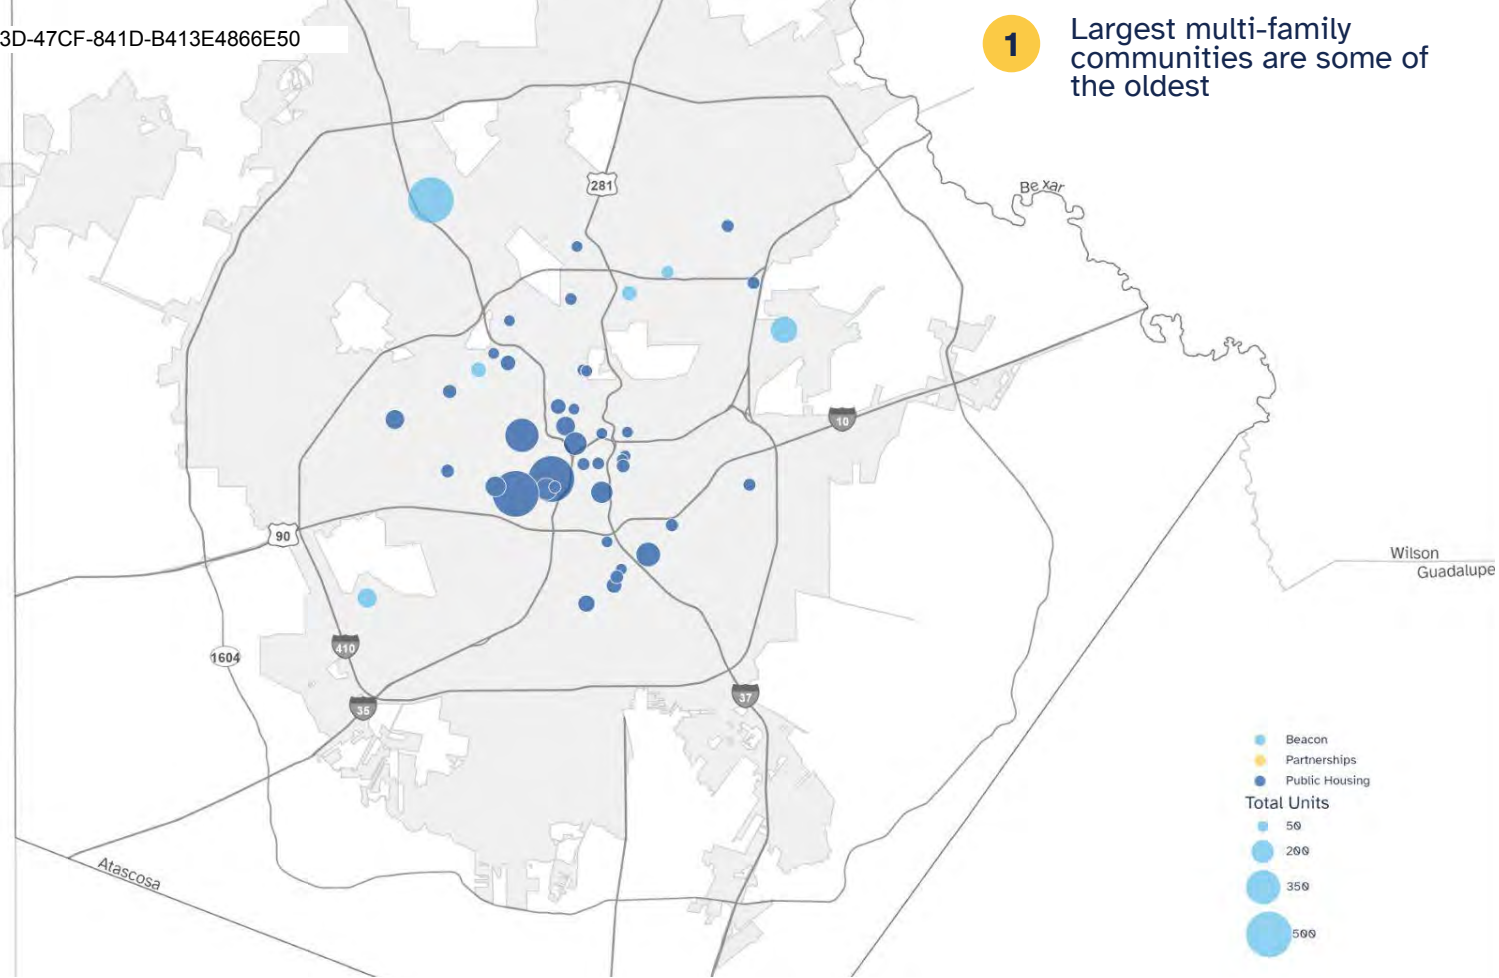 3D-47CF-841D-B413E4866E50
1
Largest multi-family
communities are some of
the oldest
281
Bexar
10
90
Wilson
Guadalupe
410
1604
35
37
Atascosa
Beacon
Partnerships
Public Housing
Total Units
50
200
350
500